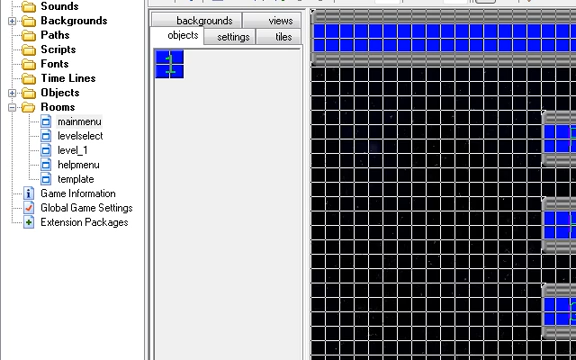 Sounds
Backgrounds
Paths
Scripts
Fonts
Time Lines
Objects
Rooms
mainmenu
levelselect
level_1
helpmenu
template
Game Information
Global Game Settings
Extension Packages
backgrounds views
objects settings tiles
1